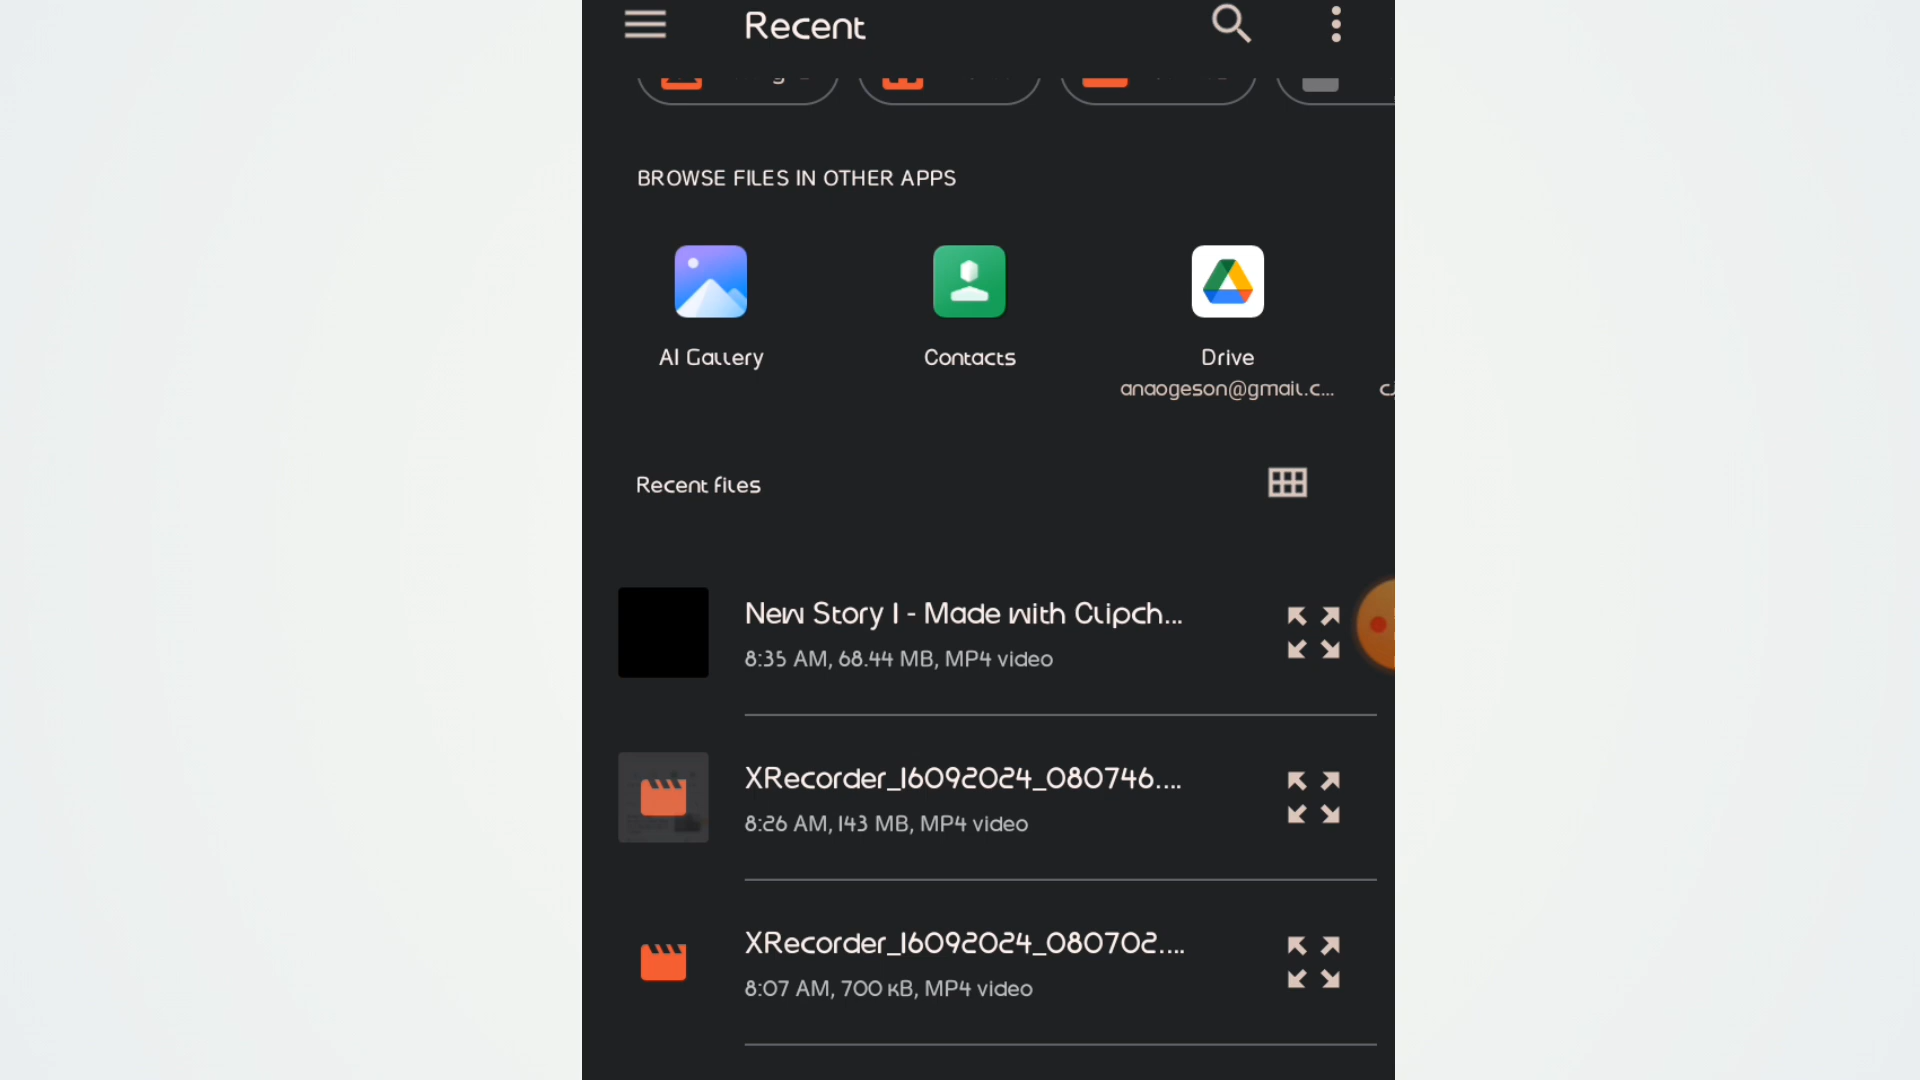 Recent
BROWSE FILES IN OTHER APPS
AI Gallery
Contacts
Drive
anaogeson@gmail.c...
Recent files
New Story 1 - Made with Clipch...
8:35 AM, 68.44 MB, MP4 video
XRecorder_16092024_080746....
8:26 AM, 143 MB, MP4 video
XRecorder_16092024_080702....
8:07 AM, 700 kB, MP4 video